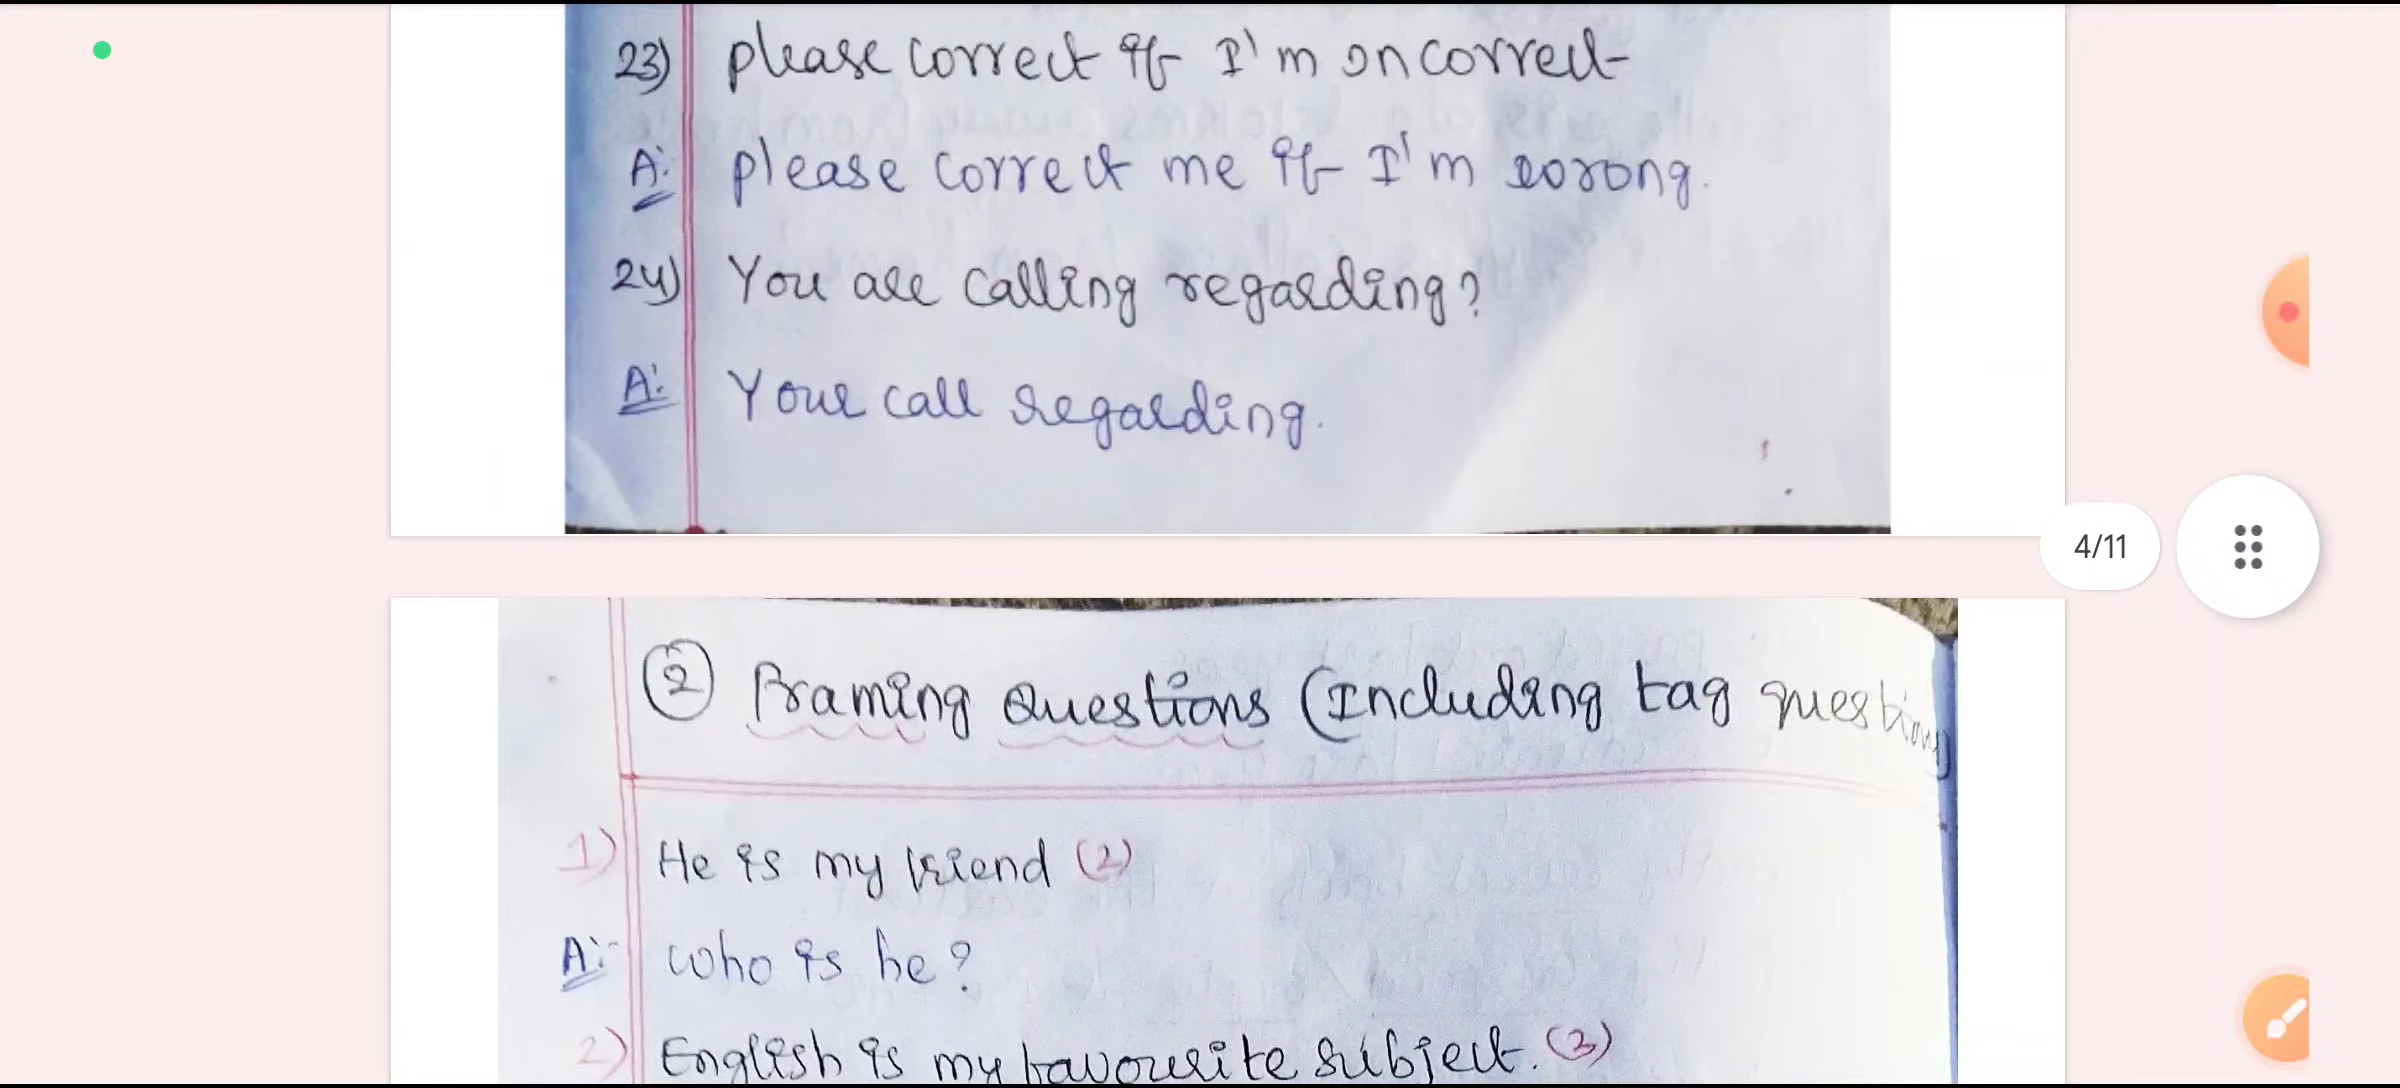 23) please correct if I'm oncorrect
A: please correct me if I'm worong.
24) You are calling regarding?
A: Your call regarding.
4/11
② Framing Questions (Including tag questions)
1) He is my friend (2)
A:- who is he?
2) English is my favourite subject. (3)